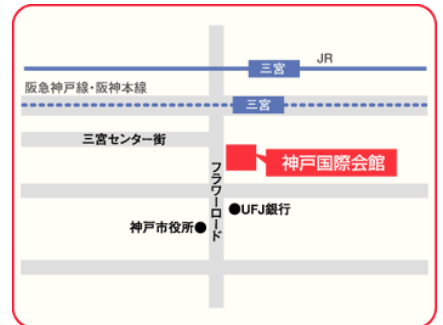 JR
三宮
阪急神戸線・阪神本線
三宮
三宮センター街
神戸国際会館
フラワーロード
●UFJ銀行
神戸市役所●